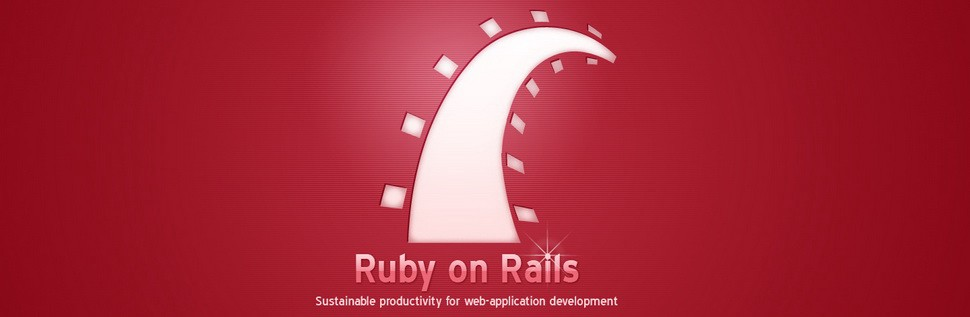 Ruby on Rails
Sustainable productivity for web-application development